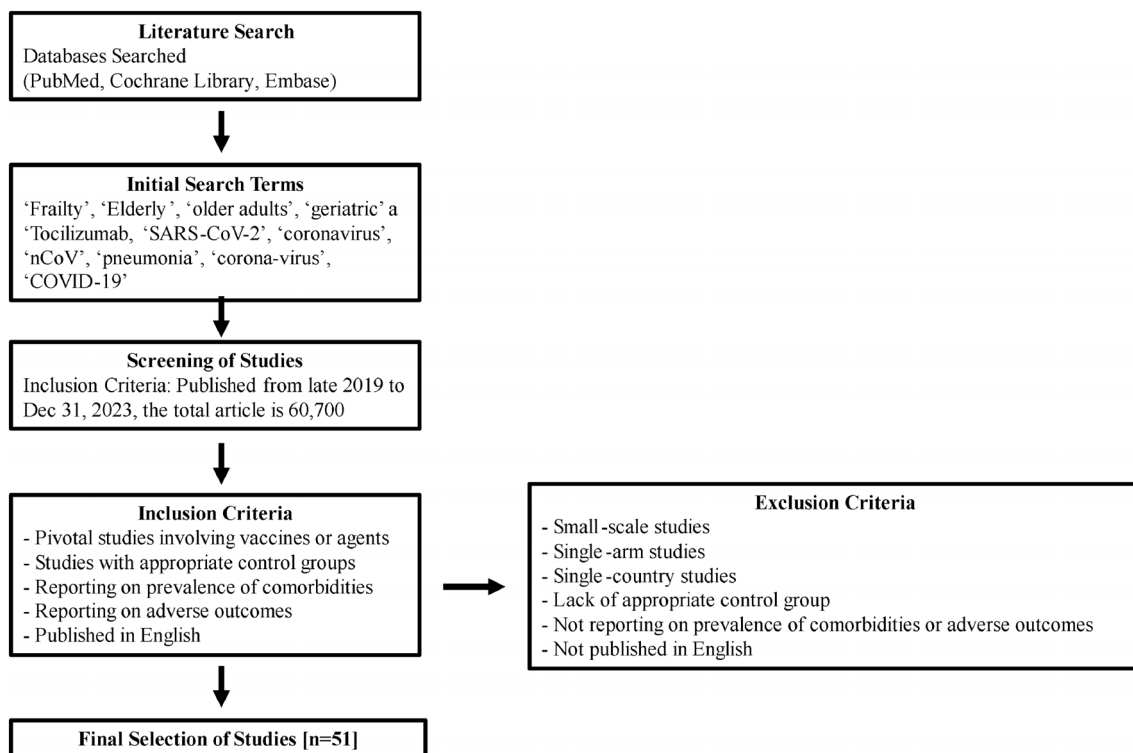 Literature Search
Databases Searched
(PubMed, Cochrane Library, Embase)
Initial Search Terms
‘Frailty’, ‘Elderly’, ‘older adults’, ‘geriatric’ a
‘Tocilizumab, ‘SARS-CoV-2’, ‘coronavirus’,
‘nCoV’, ‘pneumonia’, ‘corona-virus’,
‘COVID-19’
Screening of Studies
Inclusion Criteria: Published from late 2019 to
Dec 31, 2023, the total article is 60,700
Inclusion Criteria
- Pivotal studies involving vaccines or agents
- Studies with appropriate control groups
- Reporting on prevalence of comorbidities
- Reporting on adverse outcomes
- Published in English
Exclusion Criteria
- Small-scale studies
- Single-arm studies
- Single-country studies
- Lack of appropriate control group
- Not reporting on prevalence of comorbidities or adverse outcomes
- Not published in English
Final Selection of Studies [n=51]